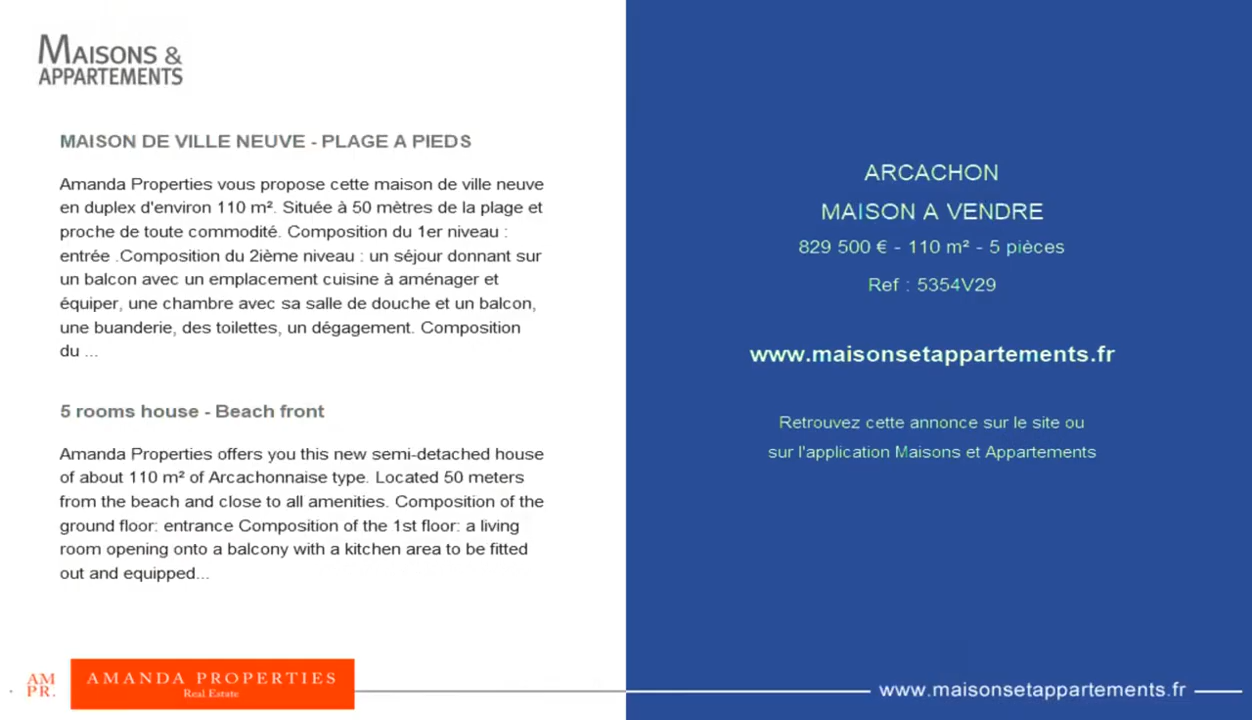 MAISONS &
APPARTEMENTS
MAISON DE VILLE NEUVE - PLAGE A PIEDS
Amanda Properties vous propose cette maison de ville neuve
en duplex d'environ 110 m². Située à 50 mètres de la plage et
proche de toute commodité. Composition du 1er niveau :
entrée .Composition du 2ième niveau : un séjour donnant sur
un balcon avec un emplacement cuisine à aménager et
équiper, une chambre avec sa salle de douche et un balcon,
une buanderie, des toilettes, un dégagement. Composition
du ...
5 rooms house - Beach front
Amanda Properties offers you this new semi-detached house
of about 110 m² of Arcachonnaise type. Located 50 meters
from the beach and close to all amenities. Composition of the
ground floor: entrance Composition of the 1st floor: a living
room opening onto a balcony with a kitchen area to be fitted
out and equipped...
AM
PR.
AMANDA PROPERTIES
Real Estate
ARCACHON
MAISON A VENDRE
829 500 € - 110 m² - 5 pièces
Ref : 5354V29
www.maisonsetappartements.fr
Retrouvez cette annonce sur le site ou
sur l'application Maisons et Appartements
www.maisonsetappartements.fr